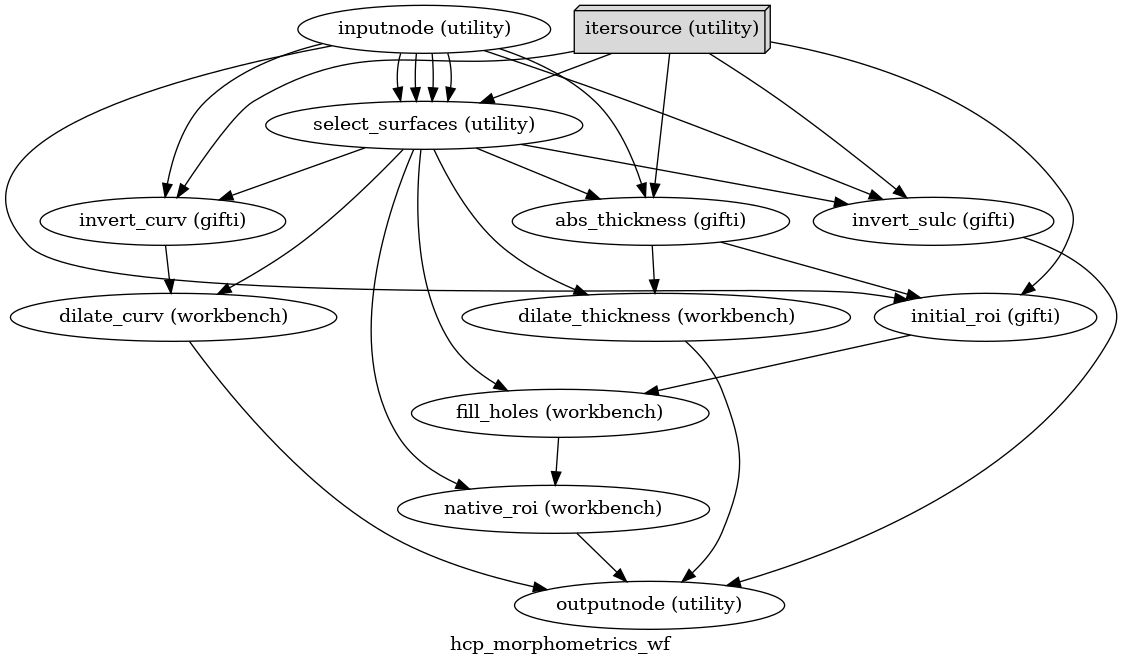 inputnode (utility)
itersource (utility)
select_surfaces (utility)
invert_curv (gifti)
abs_thickness (gifti)
invert_sulc (gifti)
dilate_curv (workbench)
dilate_thickness (workbench)
initial_roi (gifti)
fill_holes (workbench)
native_roi (workbench)
outputnode (utility)
hcp_morphometrics_wf